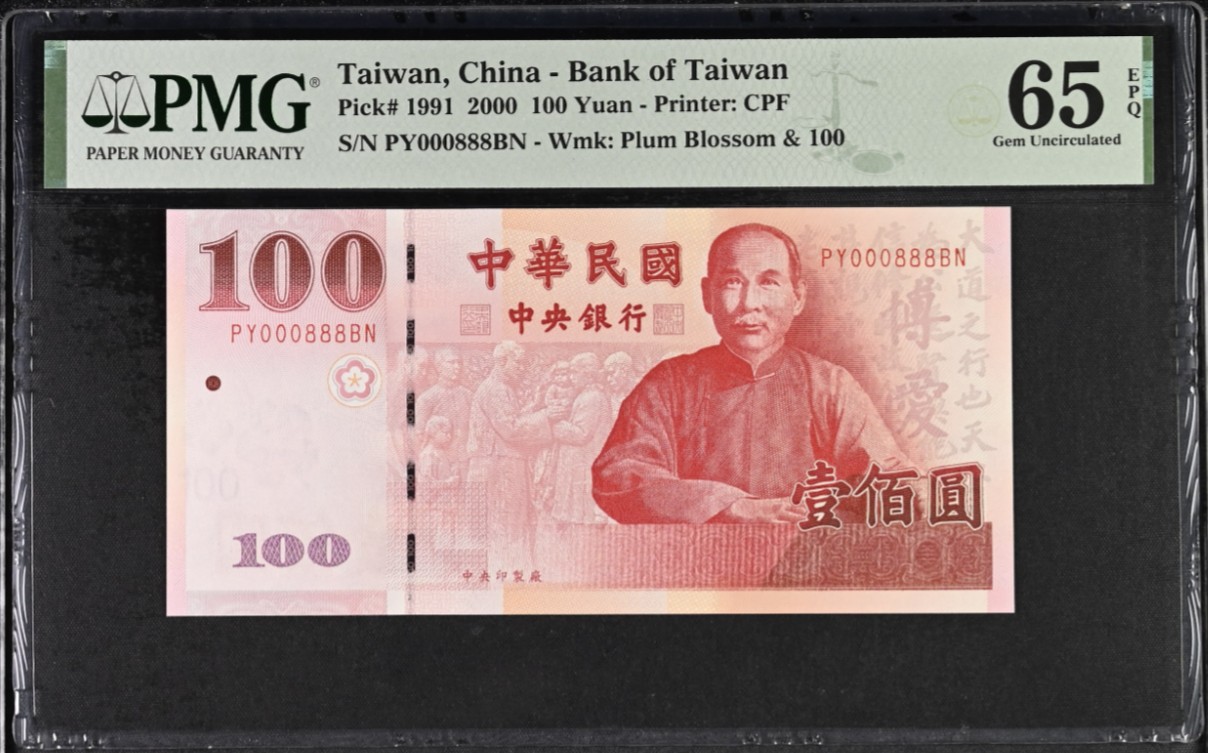 PMG®
PAPER MONEY GUARANTY
Taiwan, China - Bank of Taiwan
Pick# 1991 2000 100 Yuan - Printer: CPF
S/N PY000888BN - Wmk: Plum Blossom & 100
65
EPQ
Gem Uncirculated
100
PY000888BN
中華民國
中央銀行
PY000888BN
大道之行也天
博愛
壹佰圓
100
中央印製廠